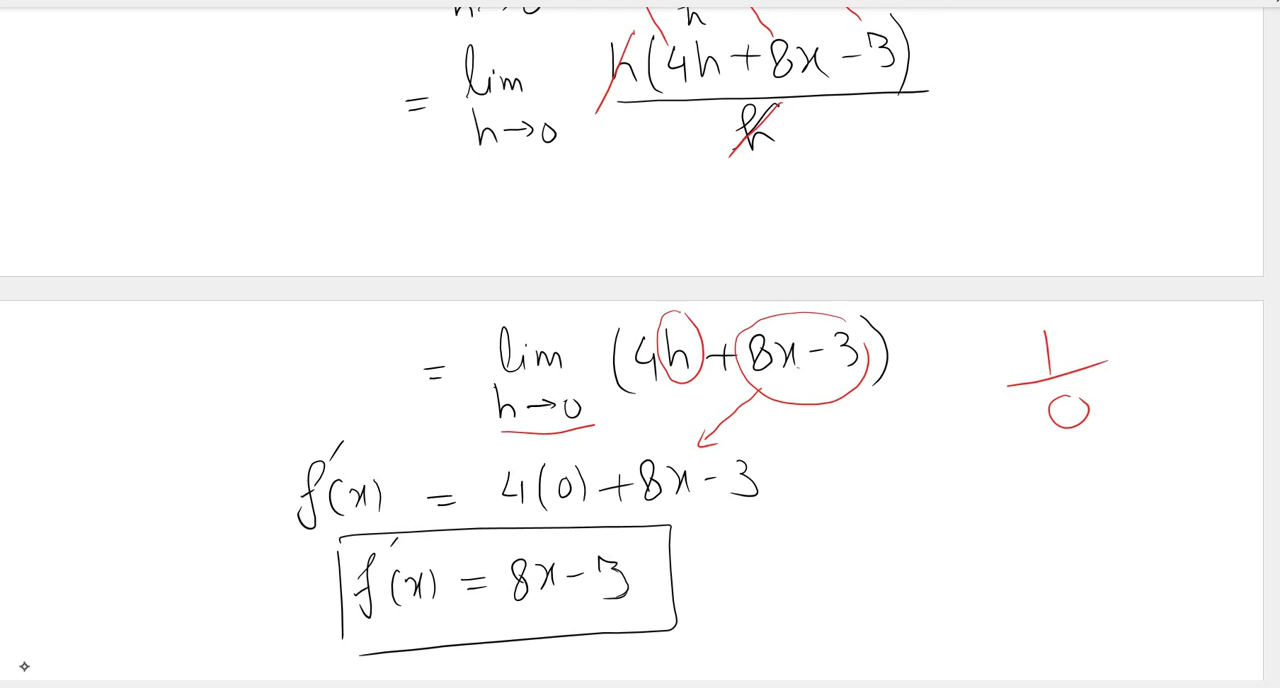 h
h(4h+8x-3)
= lim
h→0
h
= lim (4h+8x-3)
h→0
1
0
f'(x) = 4(0)+8x-3
f'(x) = 8x-3